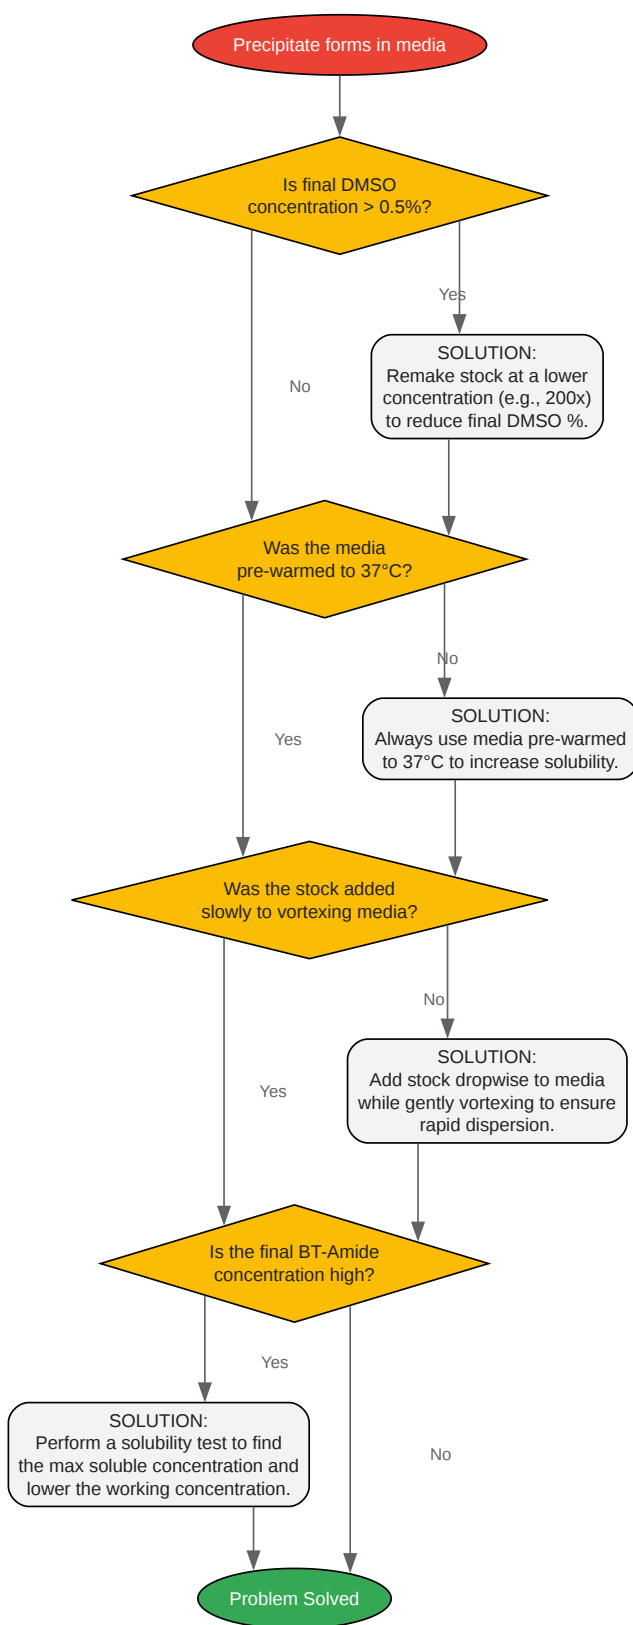 Precipitate forms in media
Is final DMSO
concentration > 0.5%?
Yes
SOLUTION:
Remake stock at a lower
concentration (e.g., 200x)
to reduce final DMSO %.
No
Was the media
pre-warmed to 37°C?
No
SOLUTION:
Always use media pre-warmed
to 37°C to increase solubility.
Yes
Was the stock added
slowly to vortexing media?
No
SOLUTION:
Add stock dropwise to media
while gently vortexing to ensure
rapid dispersion.
Yes
Is the final BT-Amide
concentration high?
Yes
SOLUTION:
Perform a solubility test to find
the max soluble concentration and
lower the working concentration.
No
Problem Solved